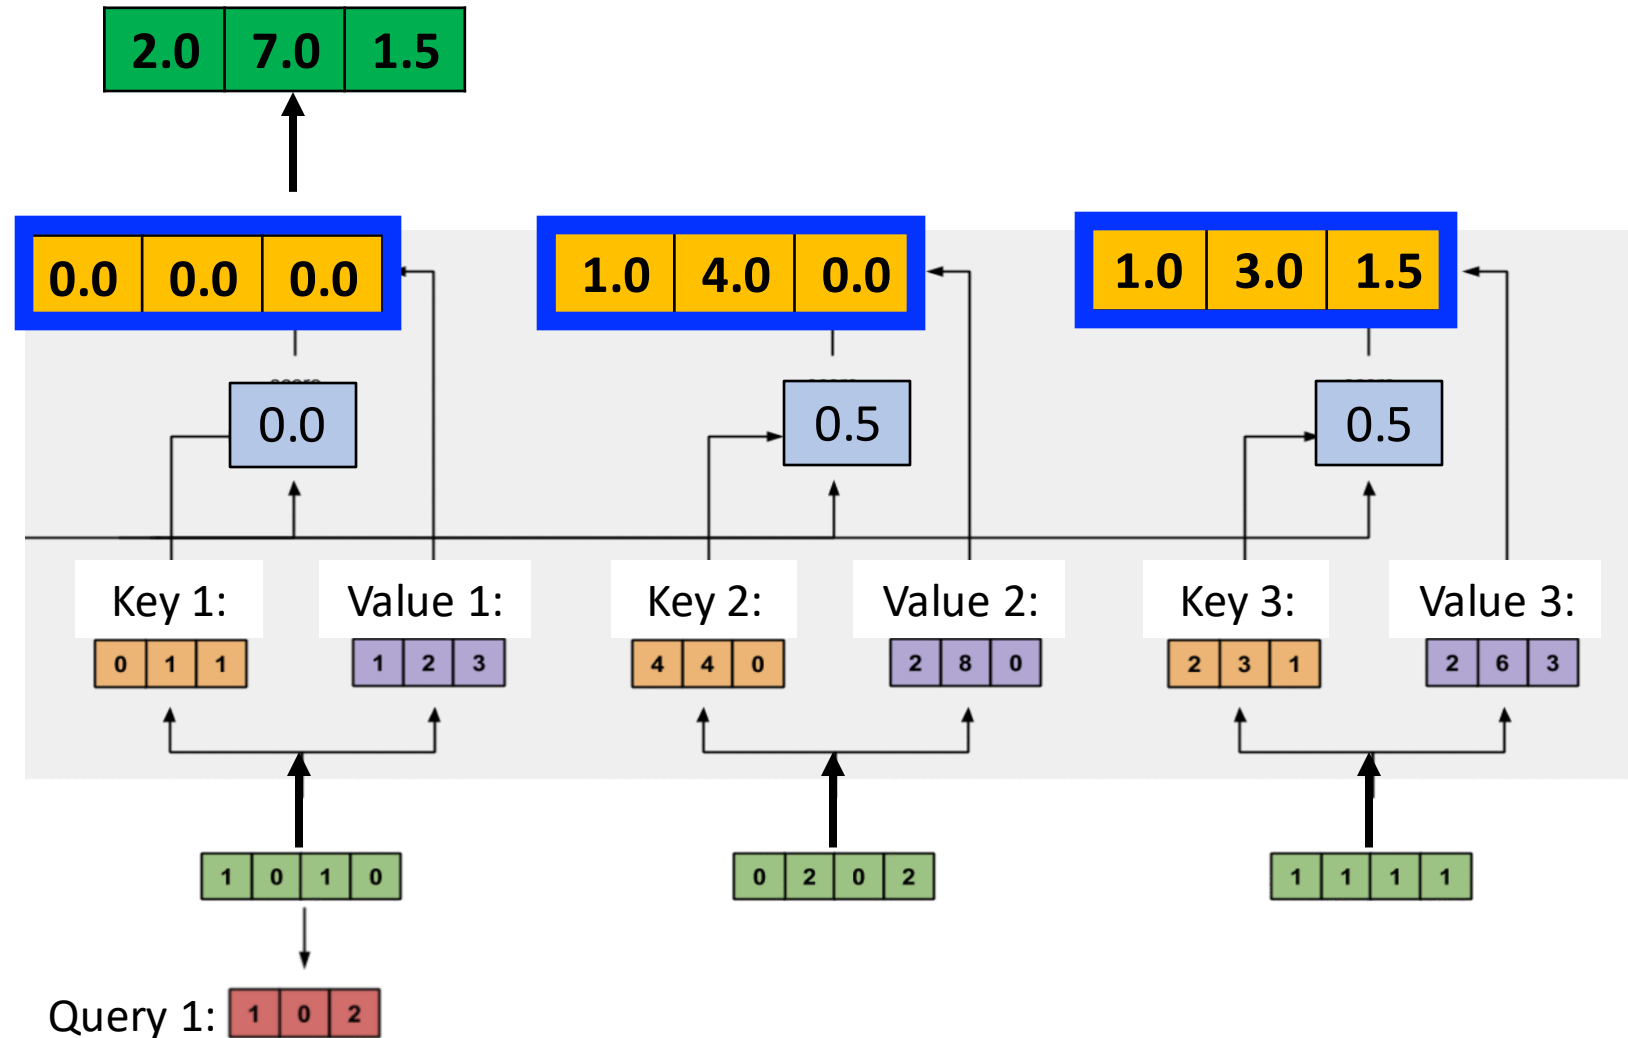 2.0 7.0 1.5
0.0 0.0 0.0 1.0 4.0 0.0 1.0 3.0 1.5
0.0 0.5 0.5
Key 1: Value 1: Key 2: Value 2: Key 3: Value 3:
0 1 1 1 2 3 4 4 0 2 8 0 2 3 1 2 6 3
1 0 1 0 0 2 0 2 1 1 1 1
Query 1: 1 0 2